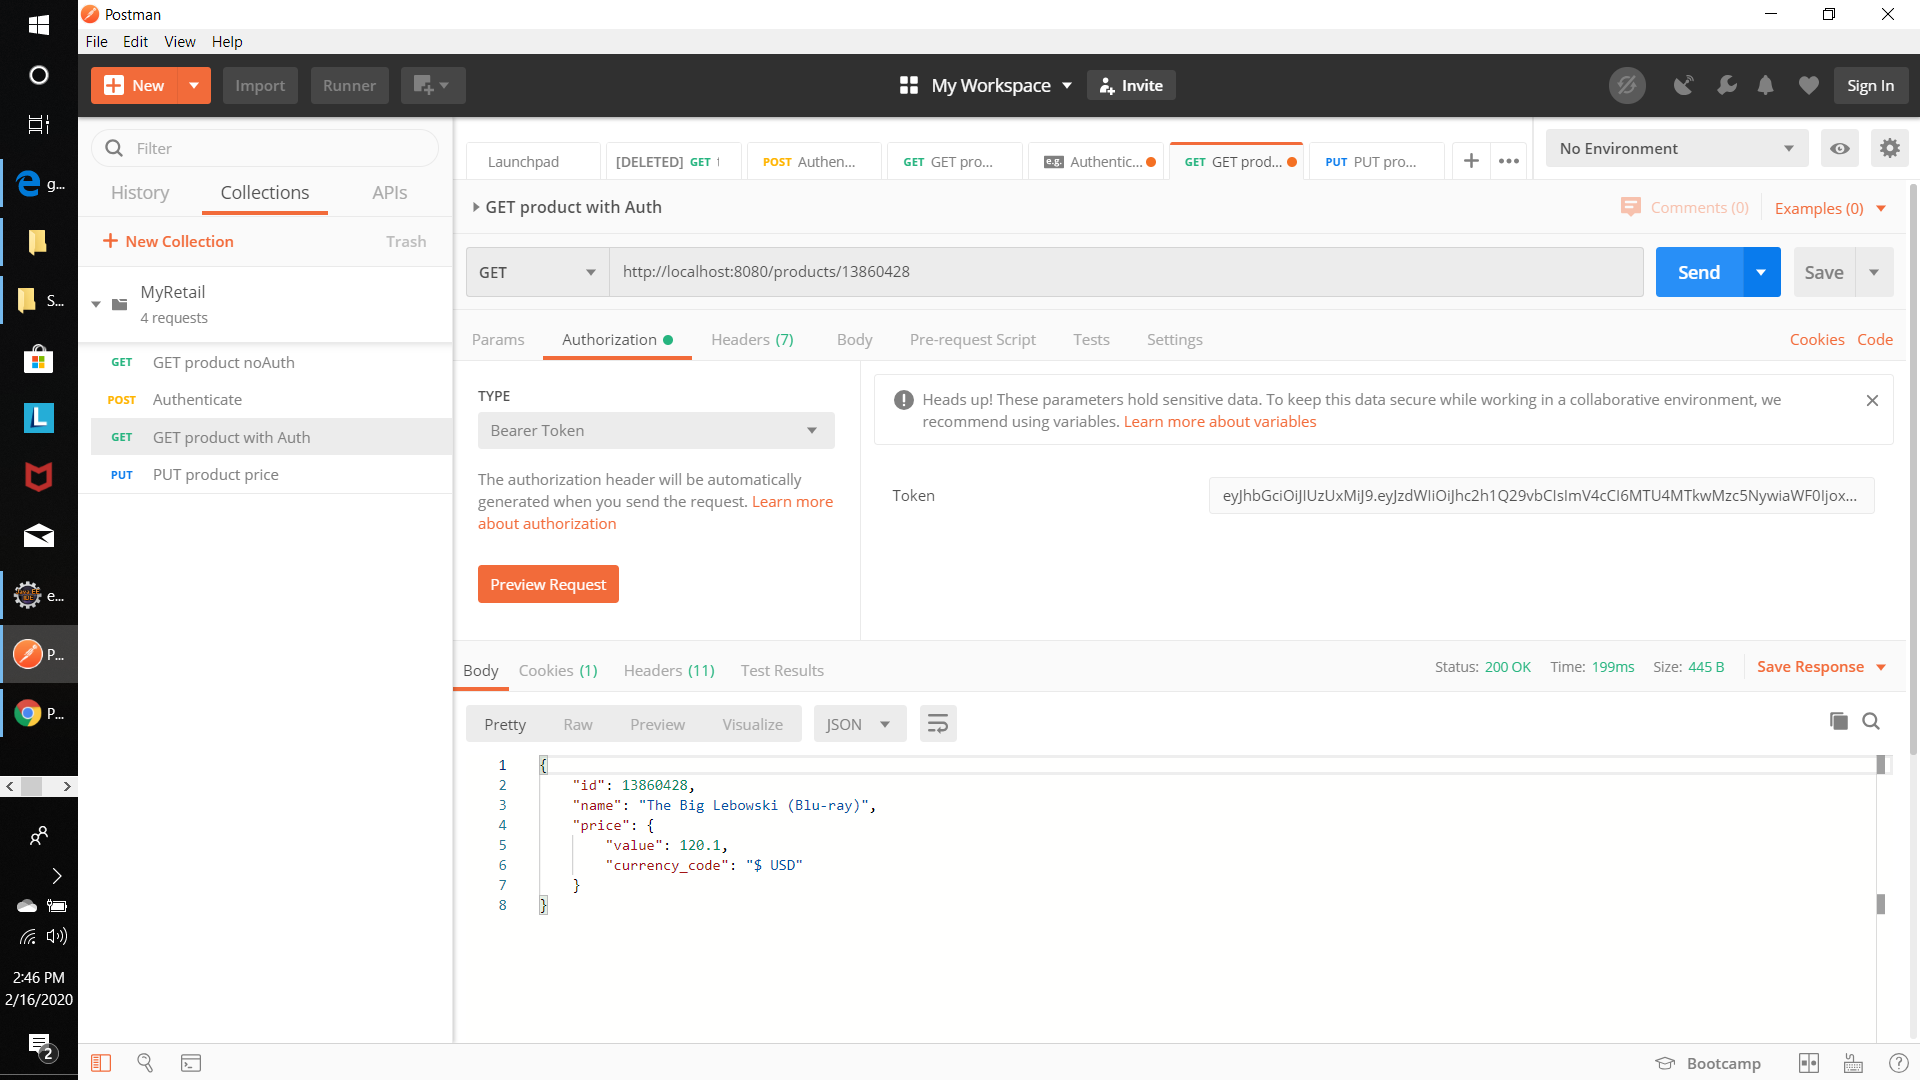 Postman
File Edit View Help
New Import Runner My Workspace Invite Sign In
Filter
History Collections APIs
+ New Collection Trash
MyRetail
4 requests
GET GET product noAuth
POST Authenticate
GET GET product with Auth
PUT PUT product price
Launchpad [DELETED] GET POST Authen... GET GET pro... e.g. Authentic... GET GET prod... PUT PUT pro... + ••• No Environment
GET product with Auth Comments (0) Examples (0)
GET http://localhost:8080/products/13860428 Send Save
Params Authorization Headers (7) Body Pre-request Script Tests Settings Cookies Code
TYPE
Bearer Token
The authorization header will be automatically
generated when you send the request. Learn more
about authorization
Preview Request
Heads up! These parameters hold sensitive data. To keep this data secure while working in a collaborative environment, we
recommend using variables. Learn more about variables
Token eyJhbGciOiJIUzUxMiJ9.eyJzdWIiOiJhc2h1Q29vbCIsImV4cCI6MTU4MTkwMzc5NywiaWF0Ijox...
Body Cookies (1) Headers (11) Test Results Status: 200 OK Time: 199ms Size: 445 B Save Response
Pretty Raw Preview Visualize JSON
1 {
2 "id": 13860428,
3 "name": "The Big Lebowski (Blu-ray)",
4 "price": {
5 "value": 120.1,
6 "currency_code": "$ USD"
7 }
8 }
Bootcamp
g...
S...
L
e...
P...
P...
2:46 PM
2/16/2020
2